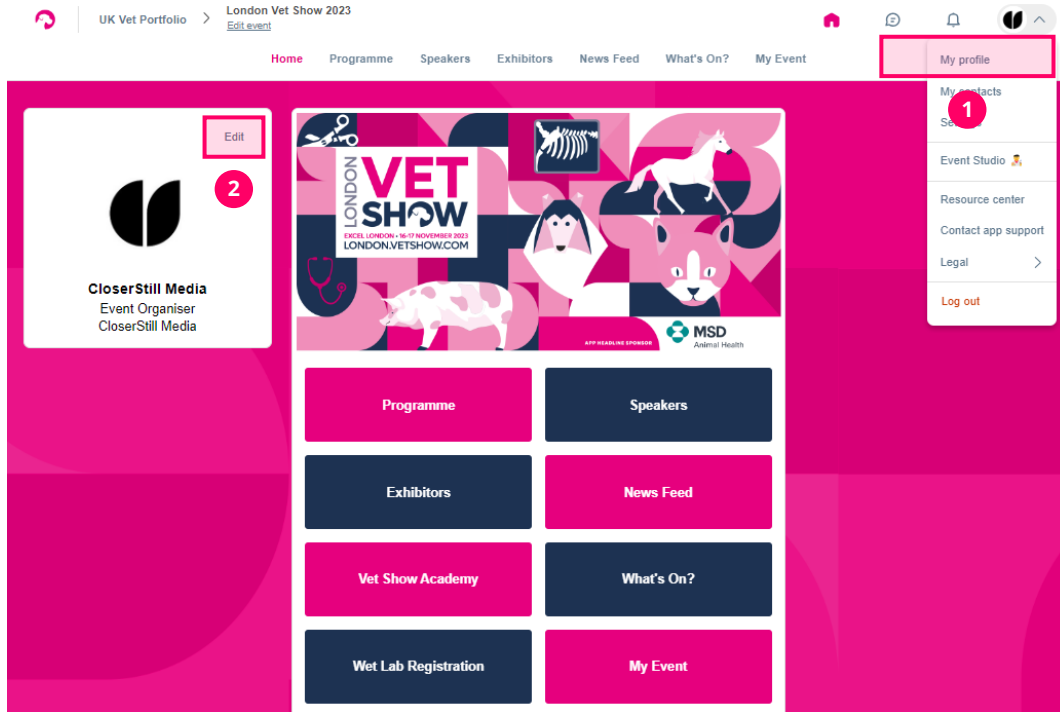 UK Vet Portfolio
London Vet Show 2023
Edit event
Home Programme Speakers Exhibitors News Feed What's On? My Event
My profile
My contacts
1
Event Studio
Resource center
Contact app support
Legal
Log out
Edit
2
CloserStill Media
Event Organiser
CloserStill Media
LONDON
VET
SHOW
EXCEL LONDON • 16-17 NOVEMBER 2023
LONDON.VETSHOW.COM
APP HEADLINE SPONSOR
MSD
Animal Health
Programme
Speakers
Exhibitors
News Feed
Vet Show Academy
What's On?
Wet Lab Registration
My Event